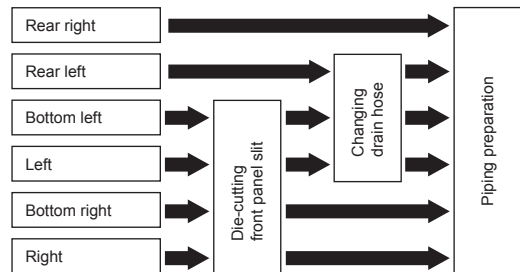 Rear right
Rear left
Bottom left
Left
Bottom right
Right
Die-cutting
front panel slit
Changing
drain hose
Piping preparation